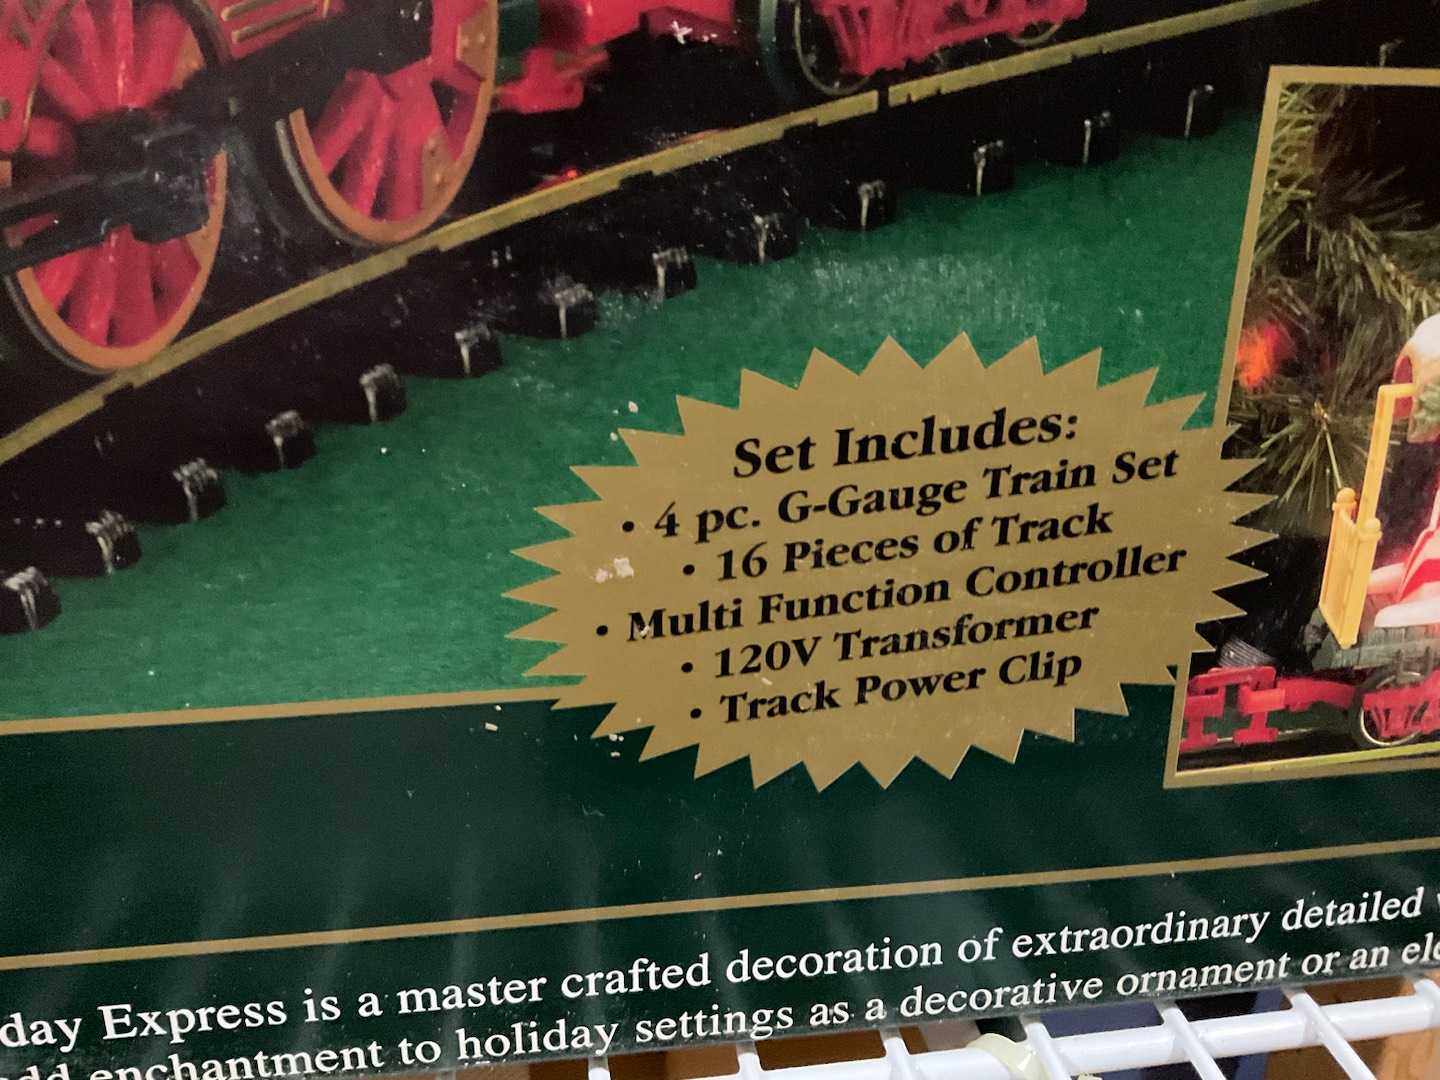 Set Includes:
• 4 pc. G-Gauge Train Set
• 16 Pieces of Track
• Multi Function Controller
• 120V Transformer
• Track Power Clip
day Express is a master crafted decoration of extraordinary detailed
enchantment to holiday settings as a decorative ornament or an